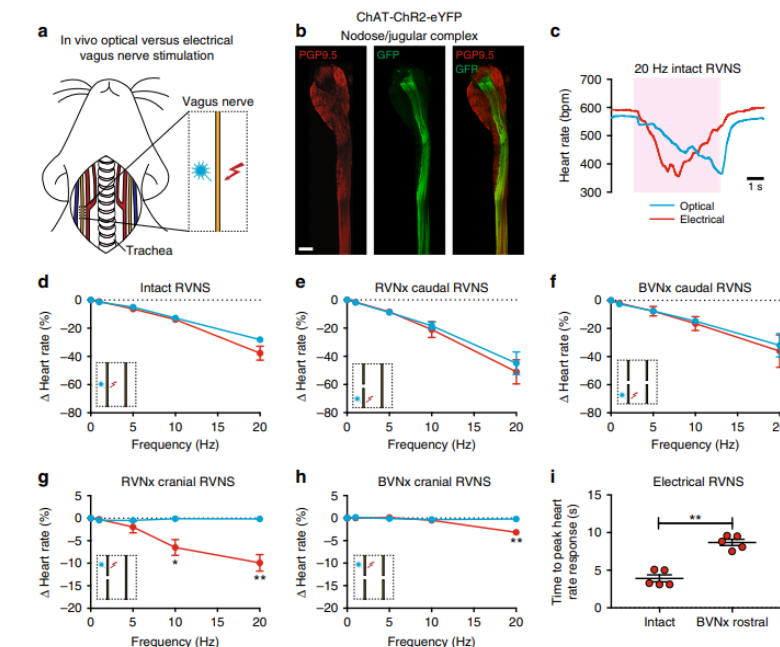 a
In vivo optical versus electrical
vagus nerve stimulation
Vagus nerve
Trachea
b
ChAT-ChR2-eYFP
Nodose/jugular complex
PGP9.5
GFP
PGP9.5
GFP
c
20 Hz intact RVNS
Heart rate (bpm)
700
600
500
400
300
1 s
Optical
Electrical
d
Intact RVNS
Δ Heart rate (%)
0
−20
−40
−60
−80
0 5 10 15 20
Frequency (Hz)
e
RVNx caudal RVNS
Δ Heart rate (%)
0
−20
−40
−60
−80
0 5 10 15 20
Frequency (Hz)
f
BVNx caudal RVNS
Δ Heart rate (%)
0
−20
−40
−60
−80
0 5 10 15 20
Frequency (Hz)
g
RVNx cranial RVNS
Δ Heart rate (%)
5
0
−5
−10
−15
−20
*
**
0 5 10 15 20
Frequency (Hz)
h
BVNx cranial RVNS
Δ Heart rate (%)
5
0
−5
−10
−15
−20
**
0 5 10 15 20
Frequency (Hz)
i
Electrical RVNS
Time to peak heart
rate response (s)
15
10
5
0
**
Intact BVNx rostral